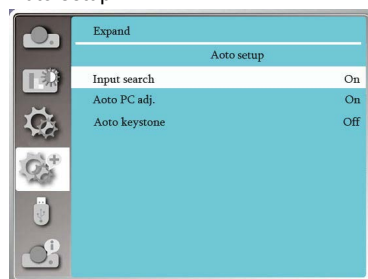 Expand
Aoto setup
Input search On
Aoto PC adj. On
Aoto keystone Off